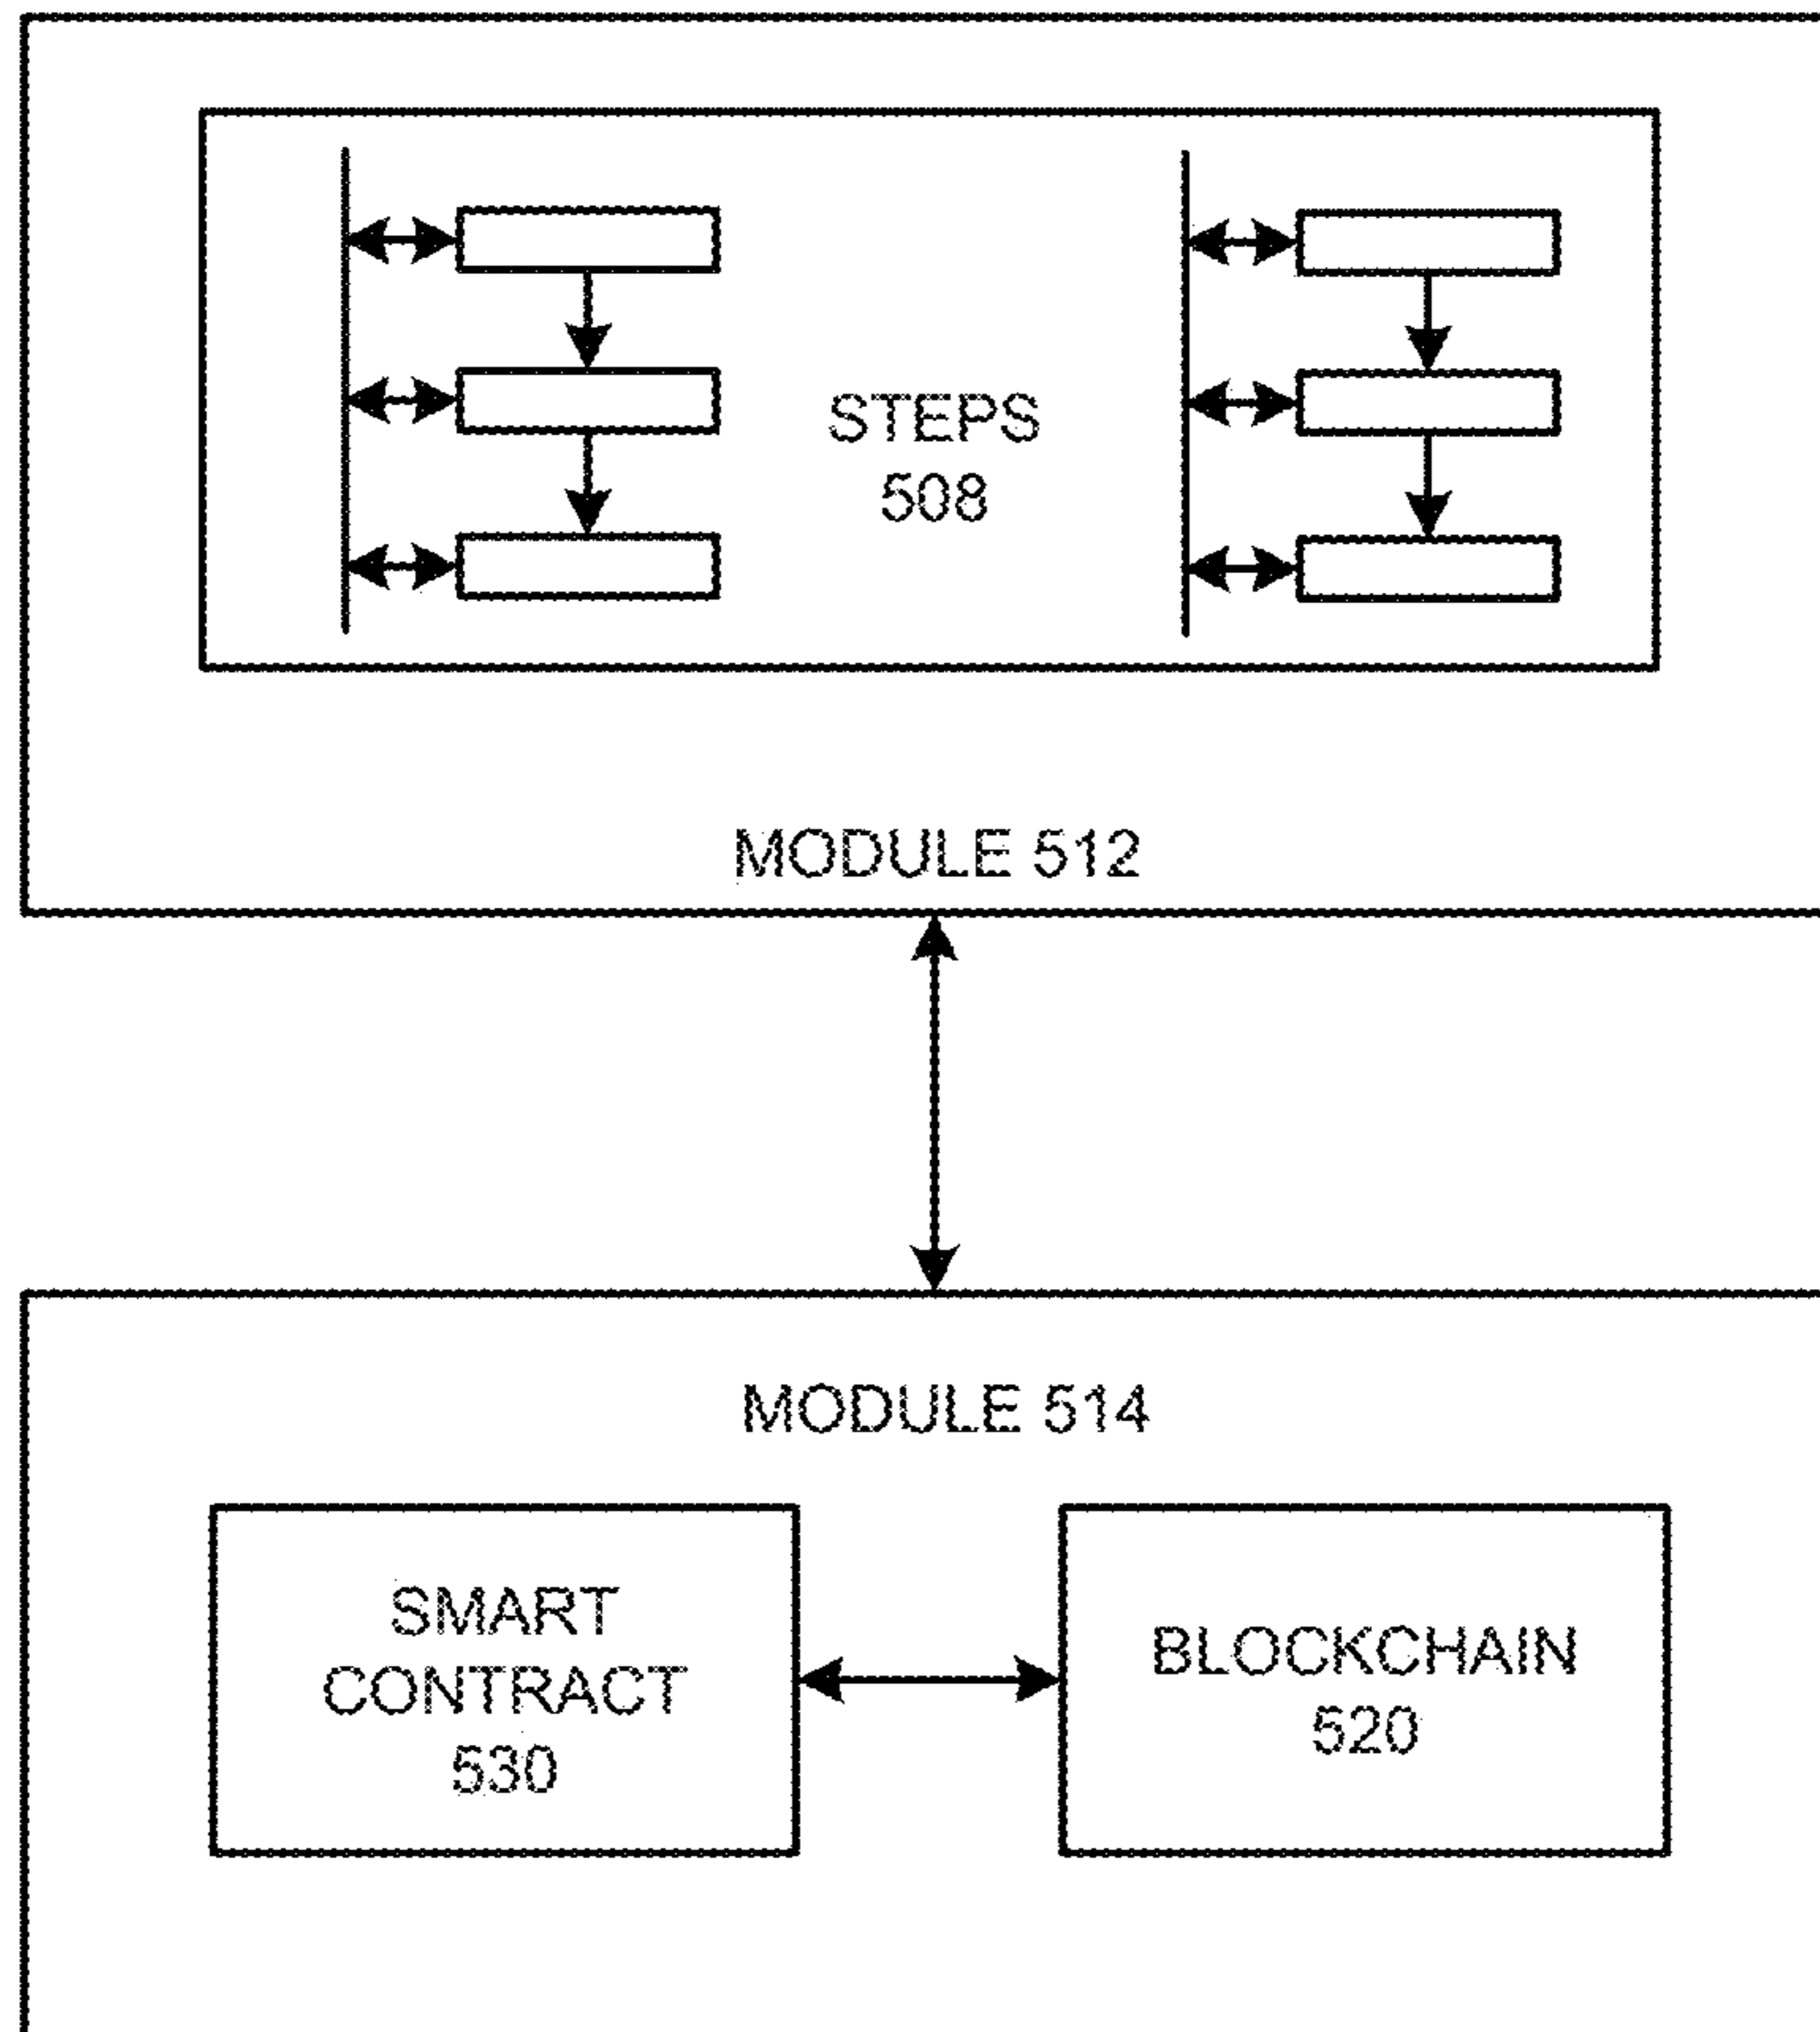 STEPS
508
MODULE 512
MODULE 514
SMART
CONTRACT
530
BLOCKCHAIN
520